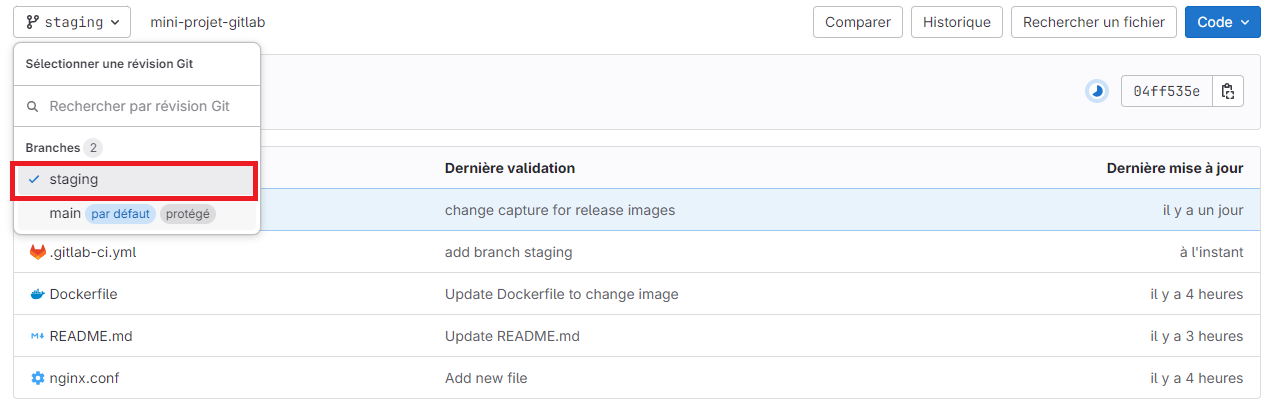 staging mini-projet-gitlab Comparer Historique Rechercher un fichier Code
Sélectionner une révision Git
Rechercher par révision Git
04ff535e
Branches 2
Dernière validation Dernière mise à jour
staging
main par défaut protégé
change capture for release images il y a un jour
.gitlab-ci.yml add branch staging à l'instant
Dockerfile Update Dockerfile to change image il y a 4 heures
README.md Update README.md il y a 3 heures
nginx.conf Add new file il y a 4 heures